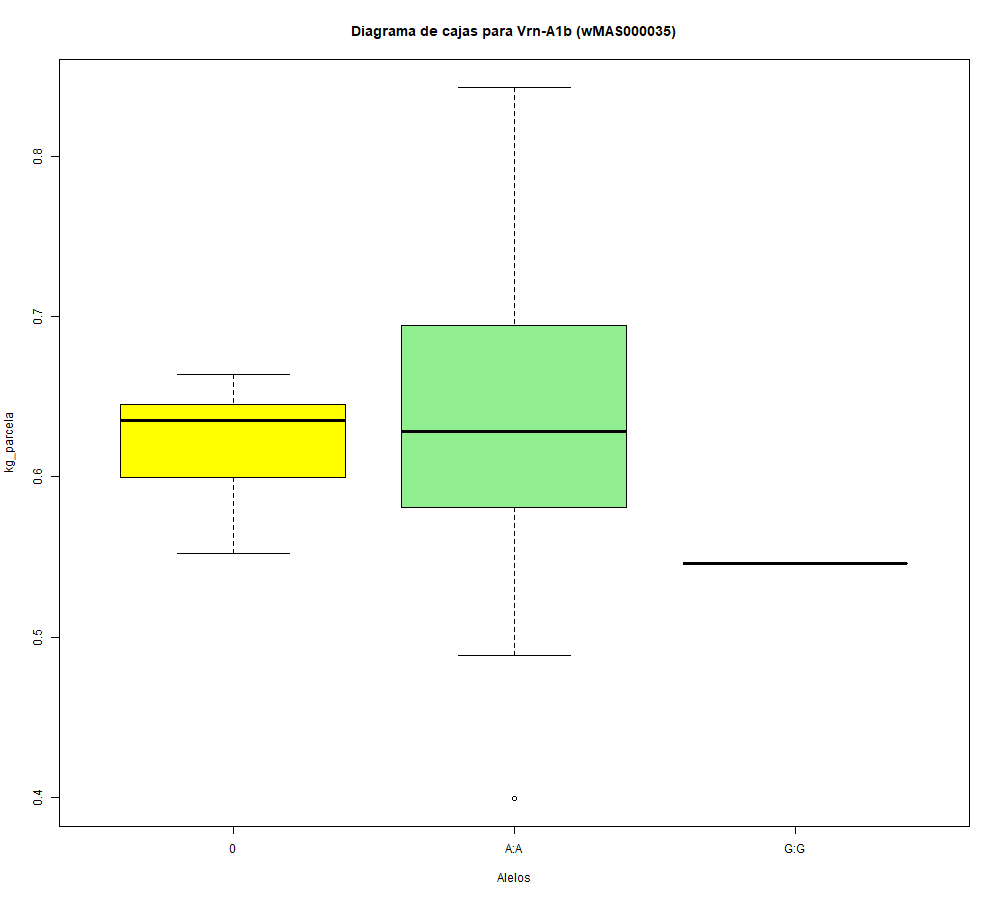 Diagrama de cajas para Vrn-A1b (wMAS000035)
0.8
0.7
0.6
0.5
0.4
kg_parcela
0
A:A
G:G
Alelos